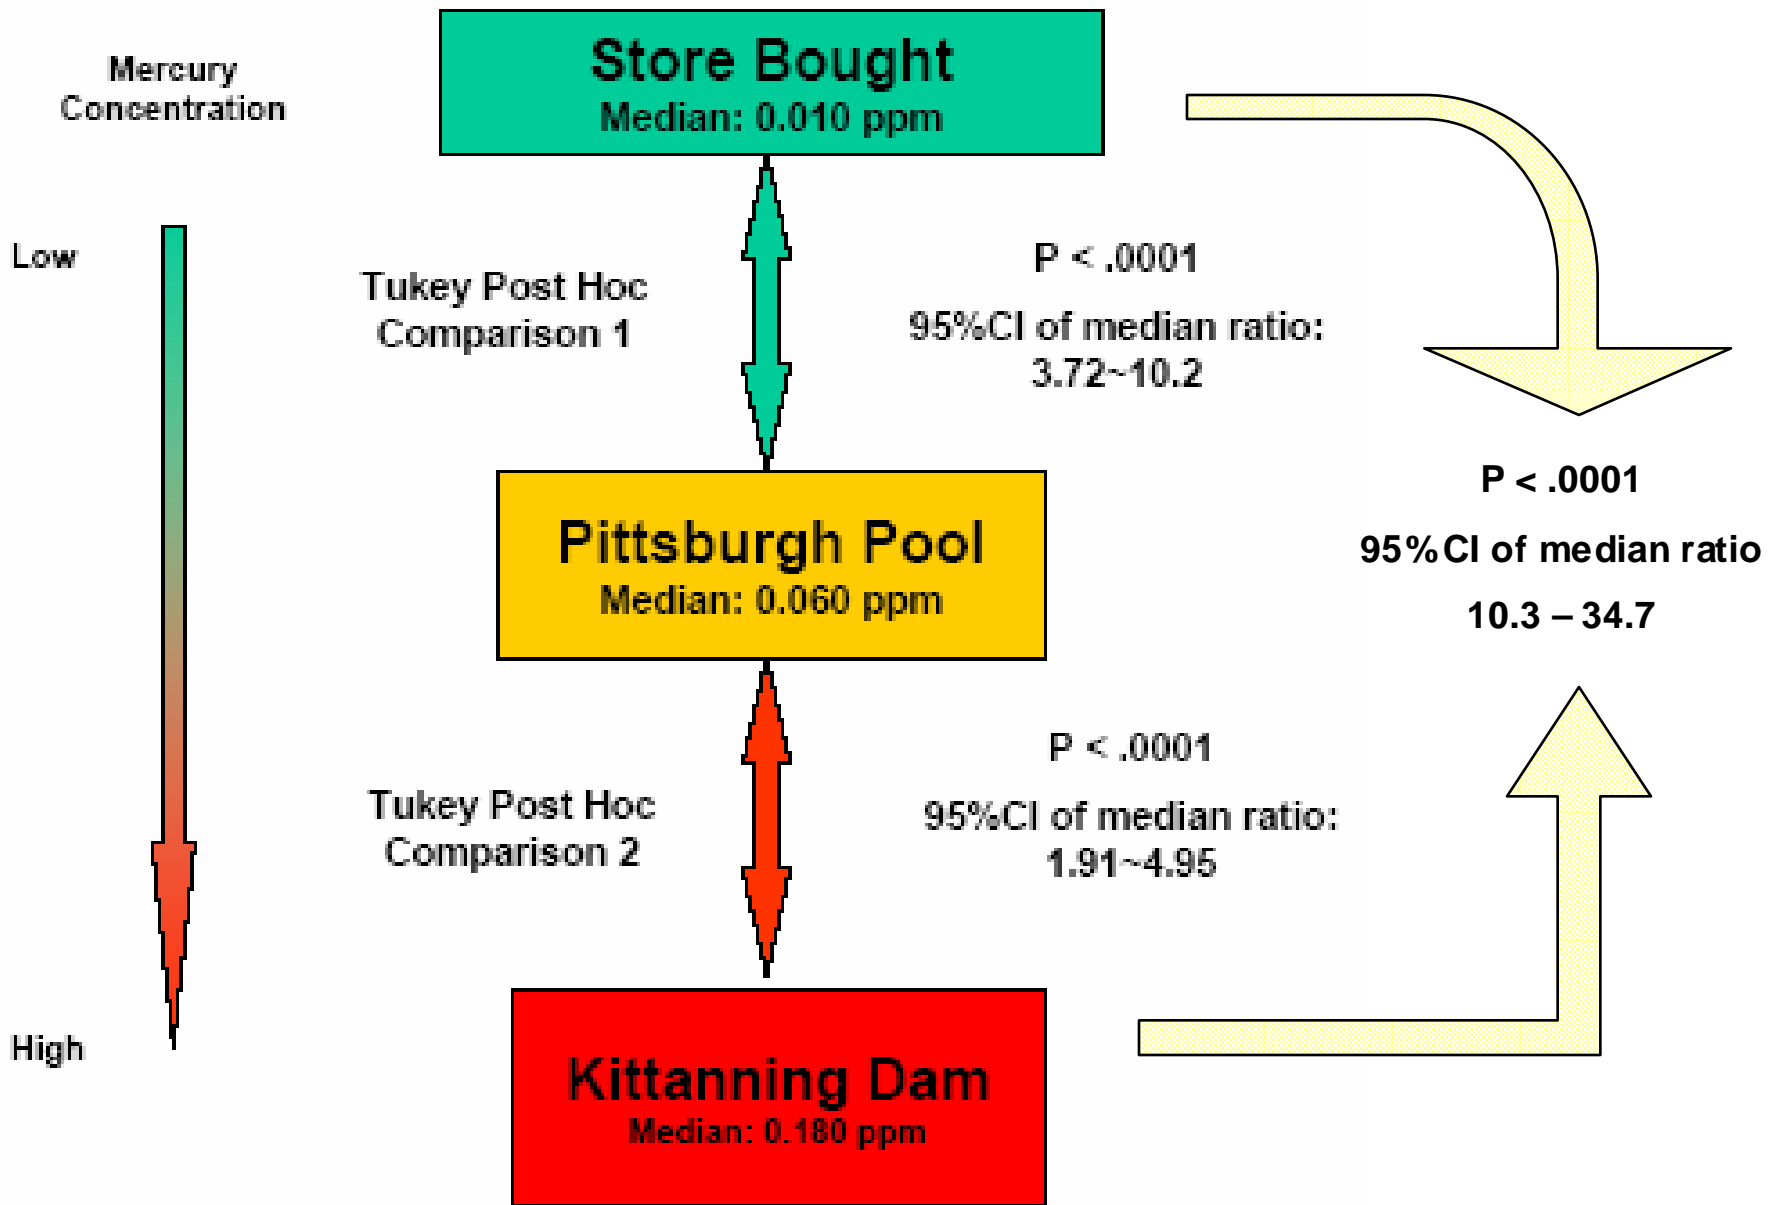 Store Bought
Median: 0.010 ppm
Mercury
Concentration
Low
Tukey Post Hoc
Comparison 1
P < .0001
95%CI of median ratio:
3.72~10.2
Pittsburgh Pool
Median: 0.060 ppm
P < .0001
95%CI of median ratio
10.3 – 34.7
Tukey Post Hoc
Comparison 2
P < .0001
95%CI of median ratio:
1.91~4.95
High
Kittanning Dam
Median: 0.180 ppm